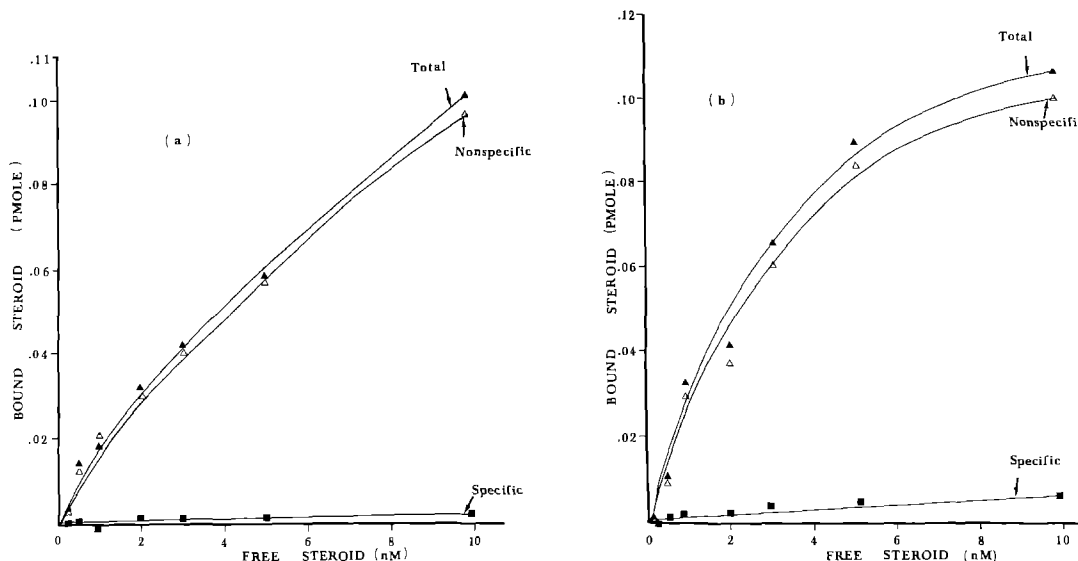 .11
Total
.10
( a )
Nonspecific
.08
.06
.04
.02
Specific
0
2
4
6
8
10
BOUND STEROID (PMOLE)
FREE STEROID (nM)
0.12
Total
( b )
0.10
Nonspecifi
.08
.06
.04
.02
Specific
0
2
4
6
8
10
BOUND STEROID (PMOLE)
FREE STEROID (nM)